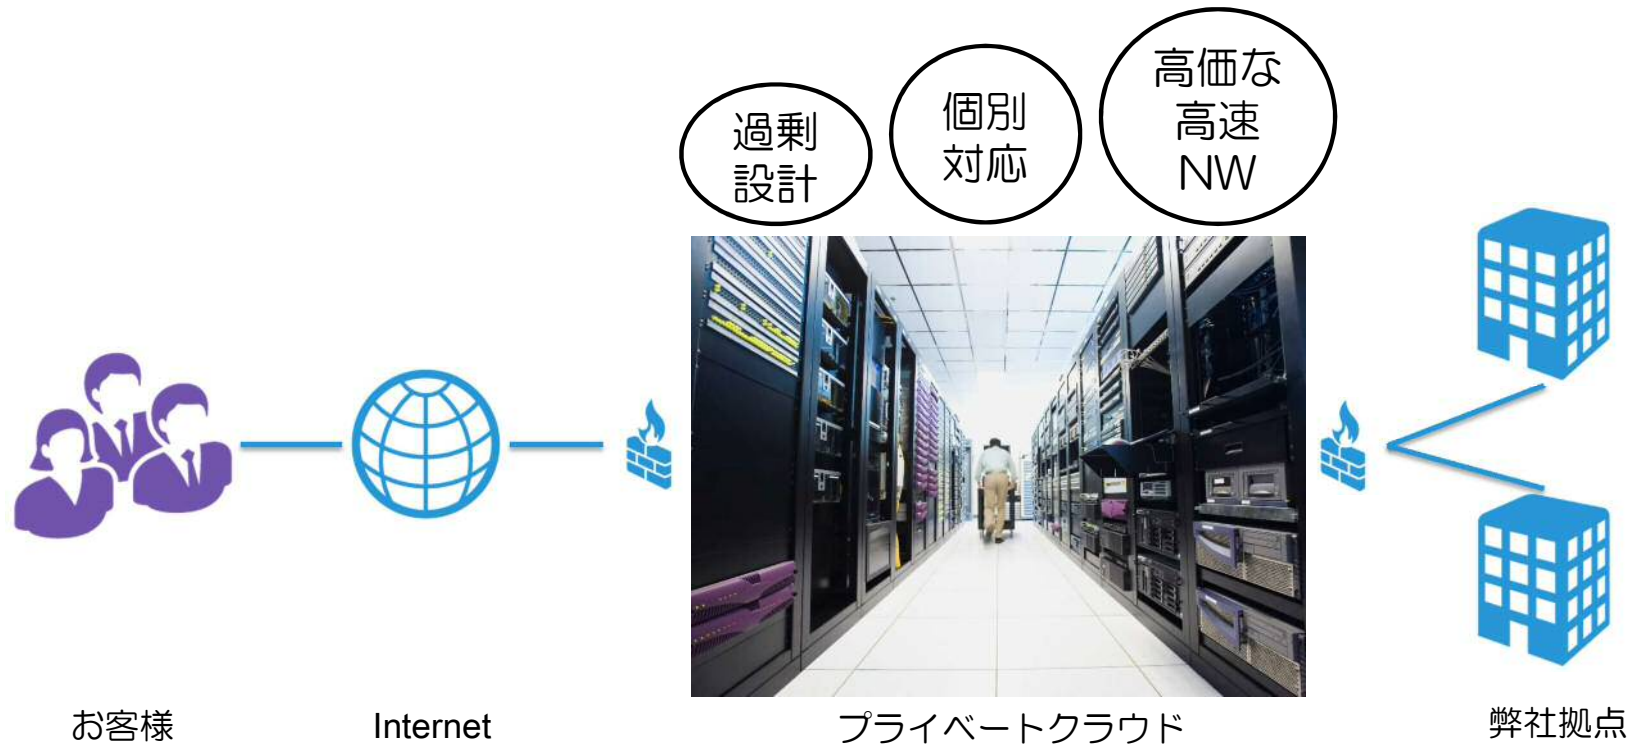 過剰
設計
個別
対応
高価な
高速
NW
お客様
Internet
プライベートクラウド
弊社拠点